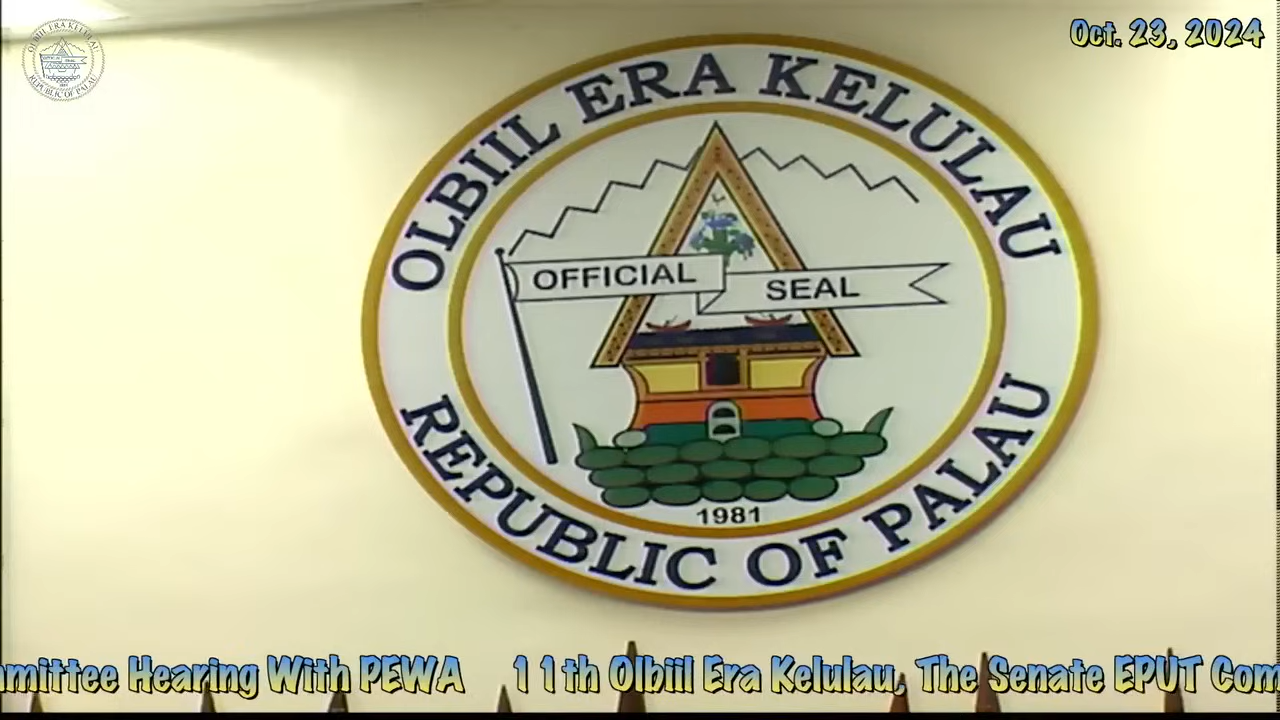 Oct. 23, 2024
OLBIIL ERA KELULAU
OFFICIAL SEAL
1981
REPUBLIC OF PALAU
mmittee Hearing With PEWA 11th Olbiil Era Kelulau, The Senate EPUT Com